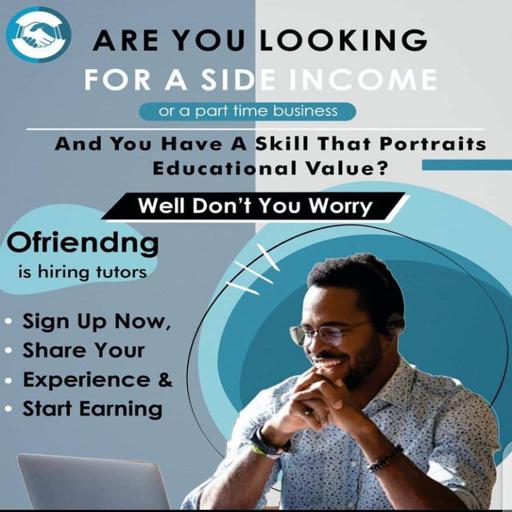 ARE YOU LOOKING
FOR A SIDE INCOME
or a part time business
And You Have A Skill That Portraits
Educational Value?
Well Don't You Worry
Ofriendng
is hiring tutors
• Sign Up Now,
• Share Your
• Experience &
• Start Earning